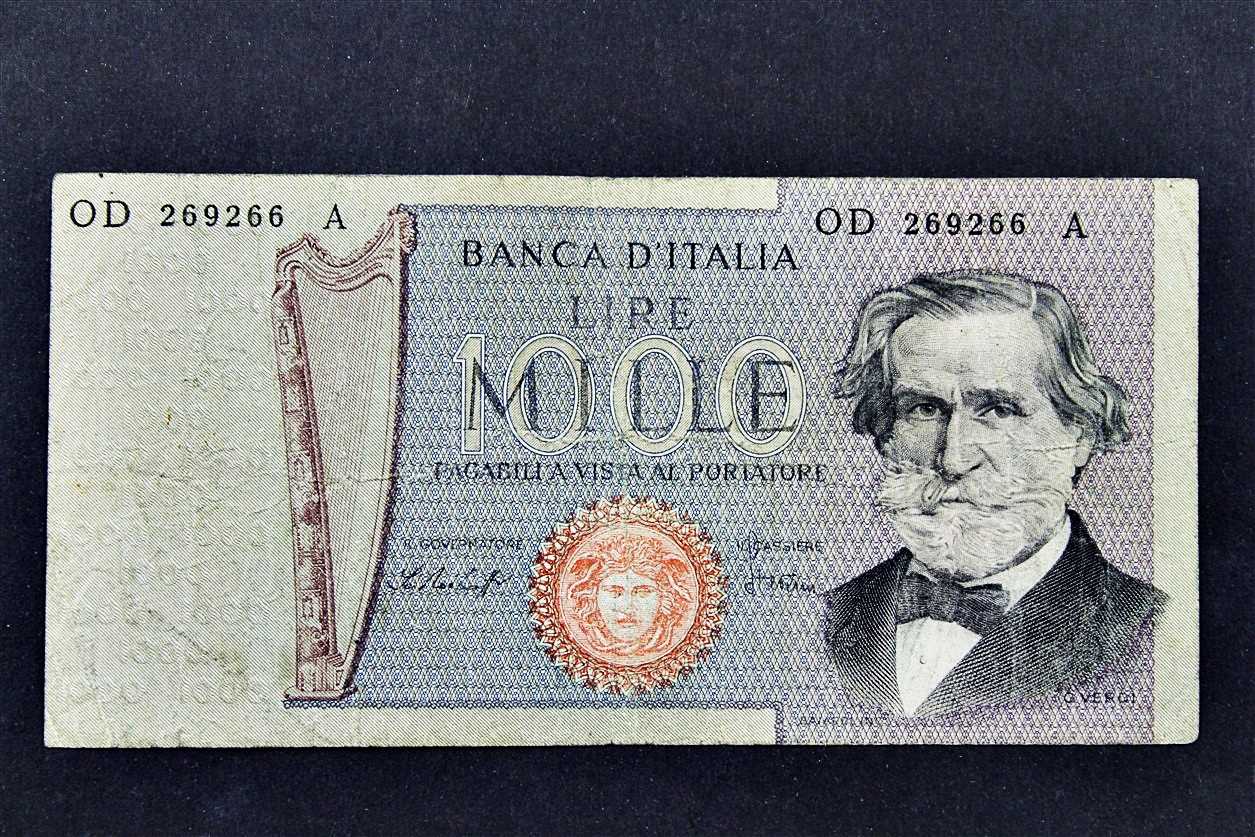 OD 269266 A
OD 269266 A
BANCA D'ITALIA
LIRE
1000
MILLE
PAGABILI A VISTA AL PORTATORE
IL GOVERNATORE
IL CASSIERE
G. VERDI